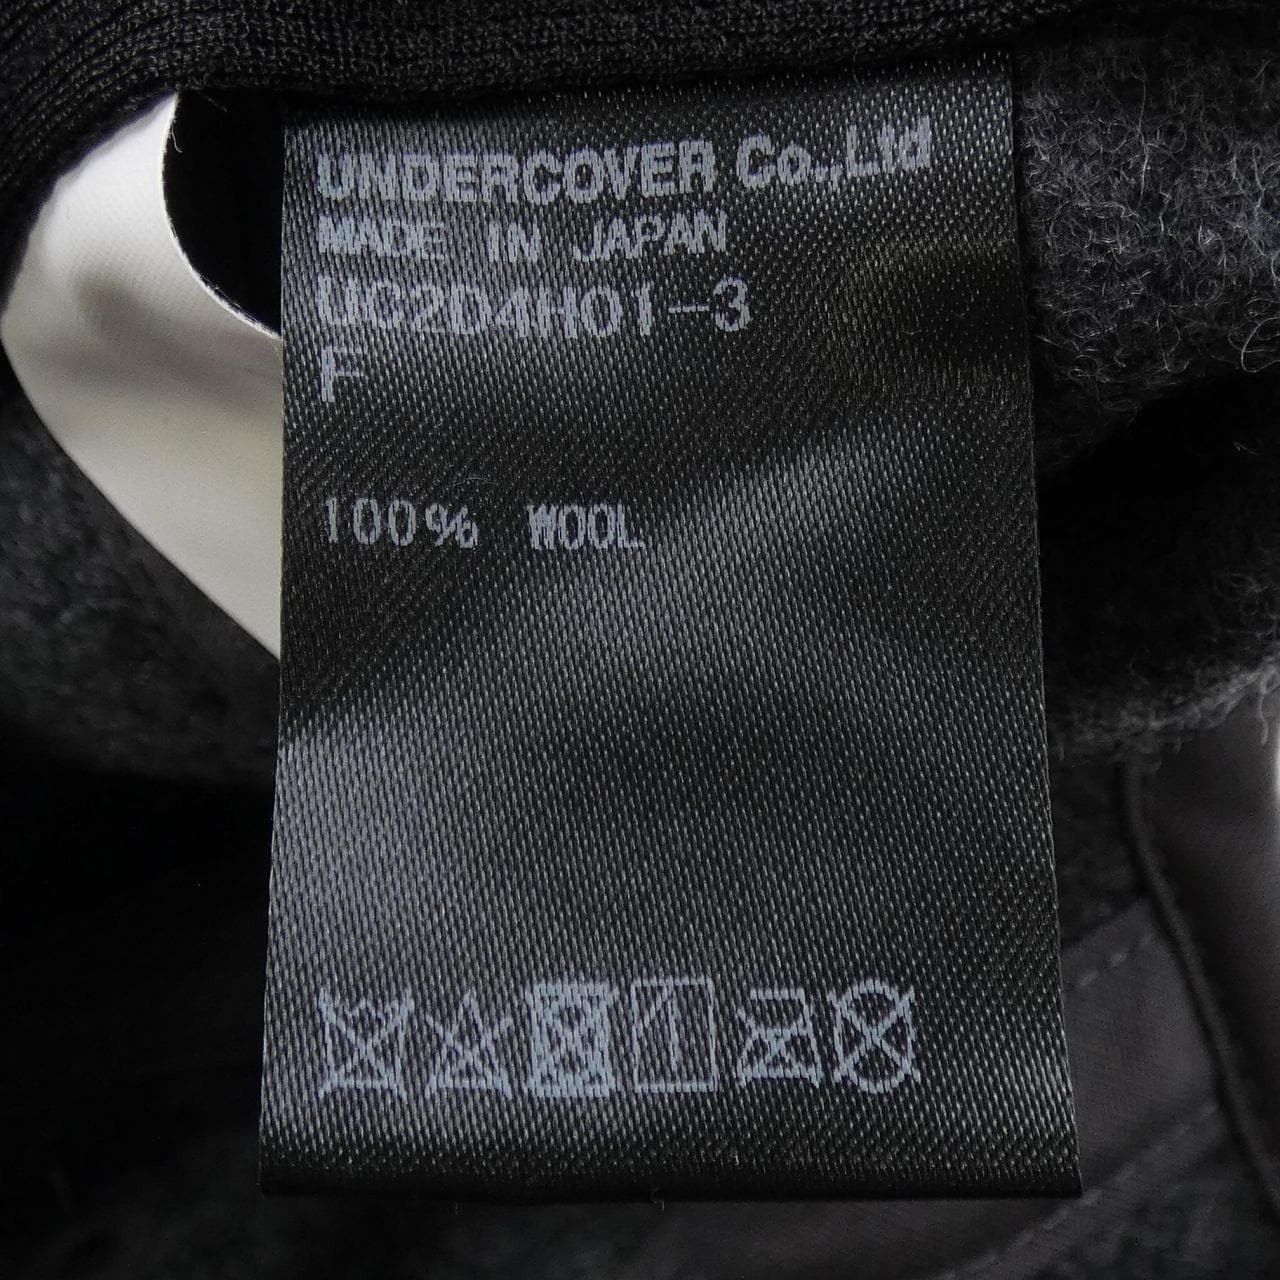 UNDERCOVER Co.,Ltd
MADE IN JAPAN
UC2D4H01-3
F
100% WOOL